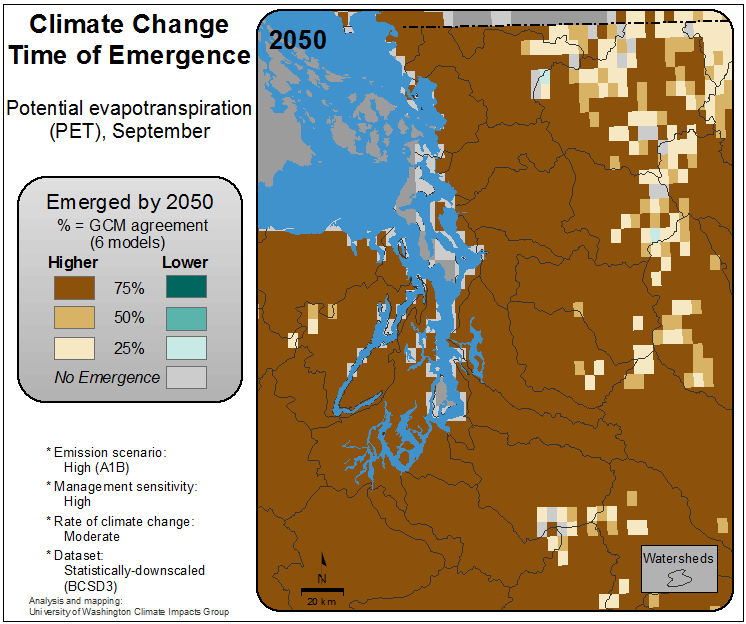 Climate Change
Time of Emergence
Potential evapotranspiration
(PET), September
Emerged by 2050
% = GCM agreement
(6 models)
Higher Lower
75%
50%
25%
No Emergence
* Emission scenario:
High (A1B)
* Management sensitivity:
High
* Rate of climate change:
Moderate
* Dataset:
Statistically-downscaled
(BCSD3)
Analysis and mapping:
University of Washington Climate Impacts Group
2050
N
20 km
Watersheds